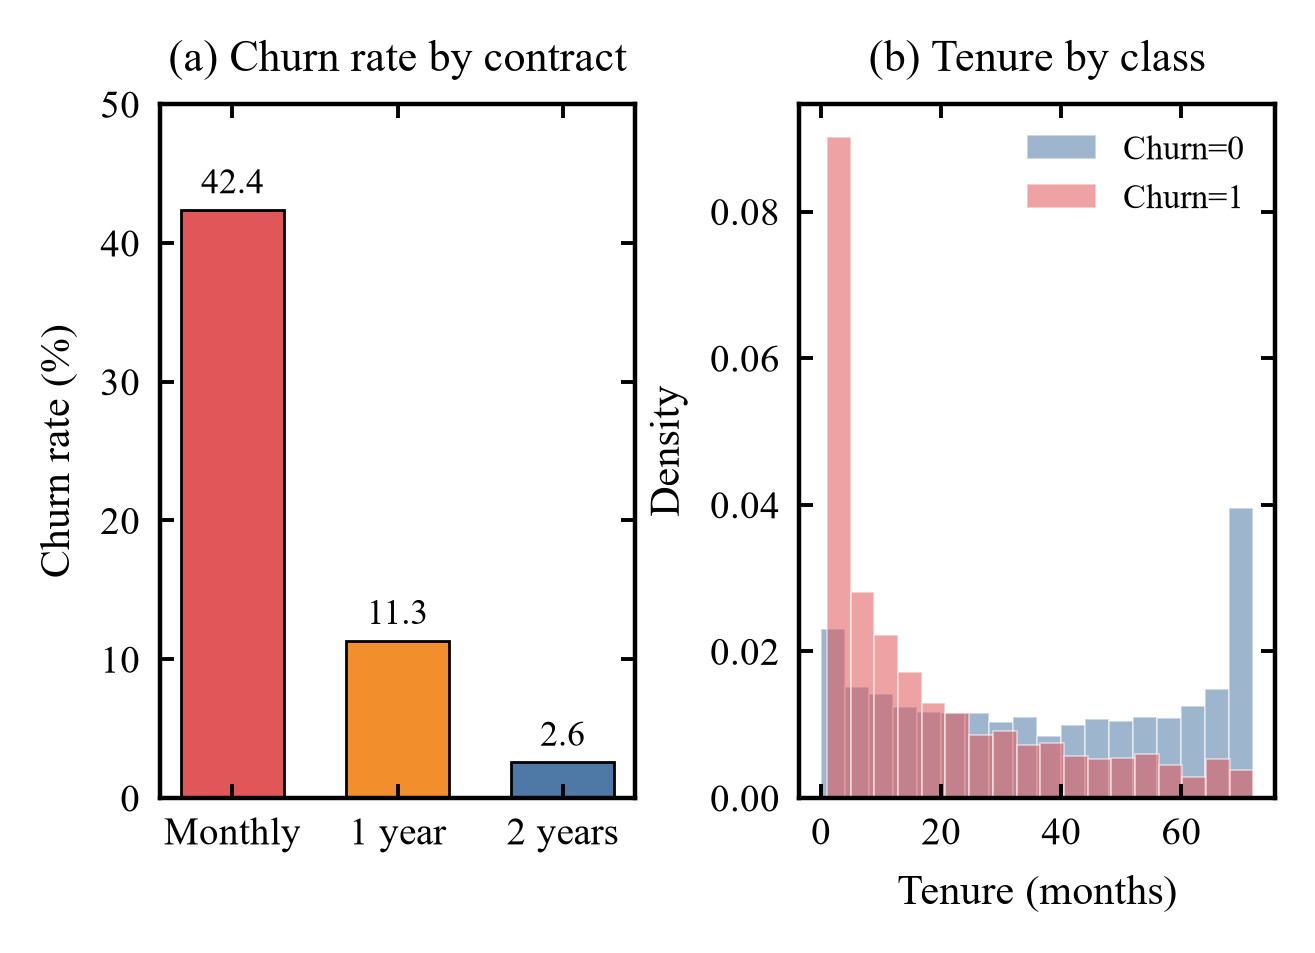 (a) Churn rate by contract
50
40
30
20
10
0
Churn rate (%)
42.4
11.3
2.6
Monthly
1 year
2 years
(b) Tenure by class
Churn=0
Churn=1
0.08
0.06
0.04
0.02
0.00
Density
0
20
40
60
Tenure (months)